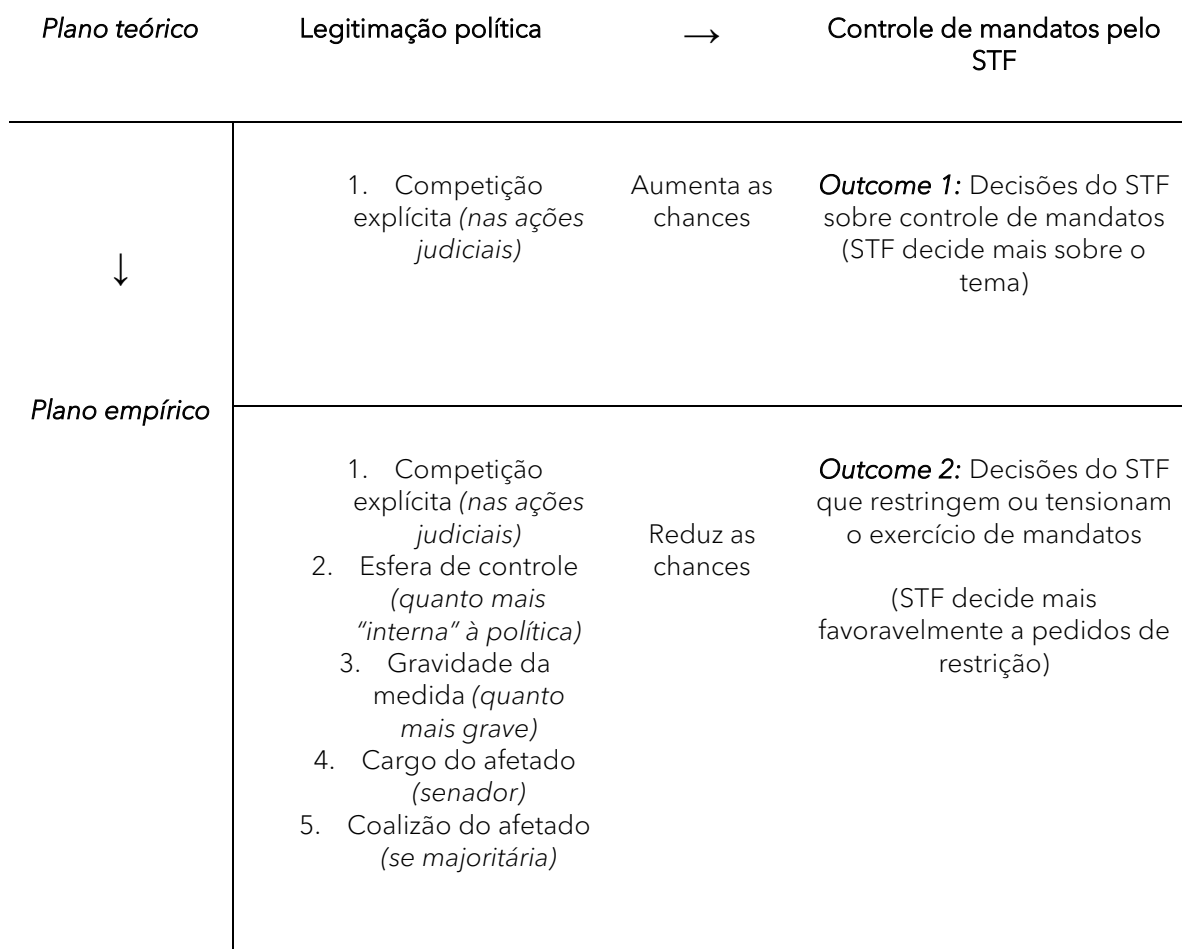 Plano teórico
Legitimação política
→
Controle de mandatos pelo
STF
↓
Plano empírico
1. Competição
explícita (nas ações
judiciais)
Aumenta as
chances
Outcome 1: Decisões do STF
sobre controle de mandatos
(STF decide mais sobre o
tema)
1. Competição
explícita (nas ações
judiciais)
2. Esfera de controle
(quanto mais
“interna” à política)
3. Gravidade da
medida (quanto
mais grave)
4. Cargo do afetado
(senador)
5. Coalizão do afetado
(se majoritária)
Reduz as
chances
Outcome 2: Decisões do STF
que restringem ou tensionam
o exercício de mandatos
(STF decide mais
favoravelmente a pedidos de
restrição)